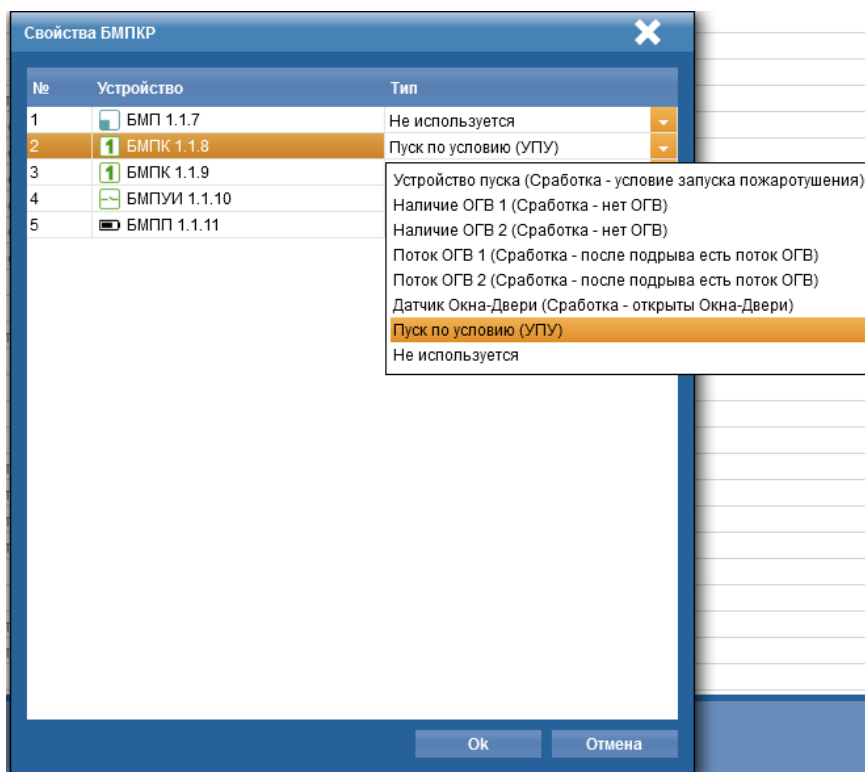 Свойства БМПКР
№ Устройство Тип
1 БМП 1.1.7 Не используется
2 1 БМПК 1.1.8 Пуск по условию (УПУ)
3 1 БМПК 1.1.9
4 БМПУИ 1.1.10
5 БМПП 1.1.11
Устройство пуска (Сработка - условие запуска пожаротушения)
Наличие ОГВ 1 (Сработка - нет ОГВ)
Наличие ОГВ 2 (Сработка - нет ОГВ)
Поток ОГВ 1 (Сработка - после подрыва есть поток ОГВ)
Поток ОГВ 2 (Сработка - после подрыва есть поток ОГВ)
Датчик Окна-Двери (Сработка - открыты Окна-Двери)
Пуск по условию (УПУ)
Не используется
Ok Отмена